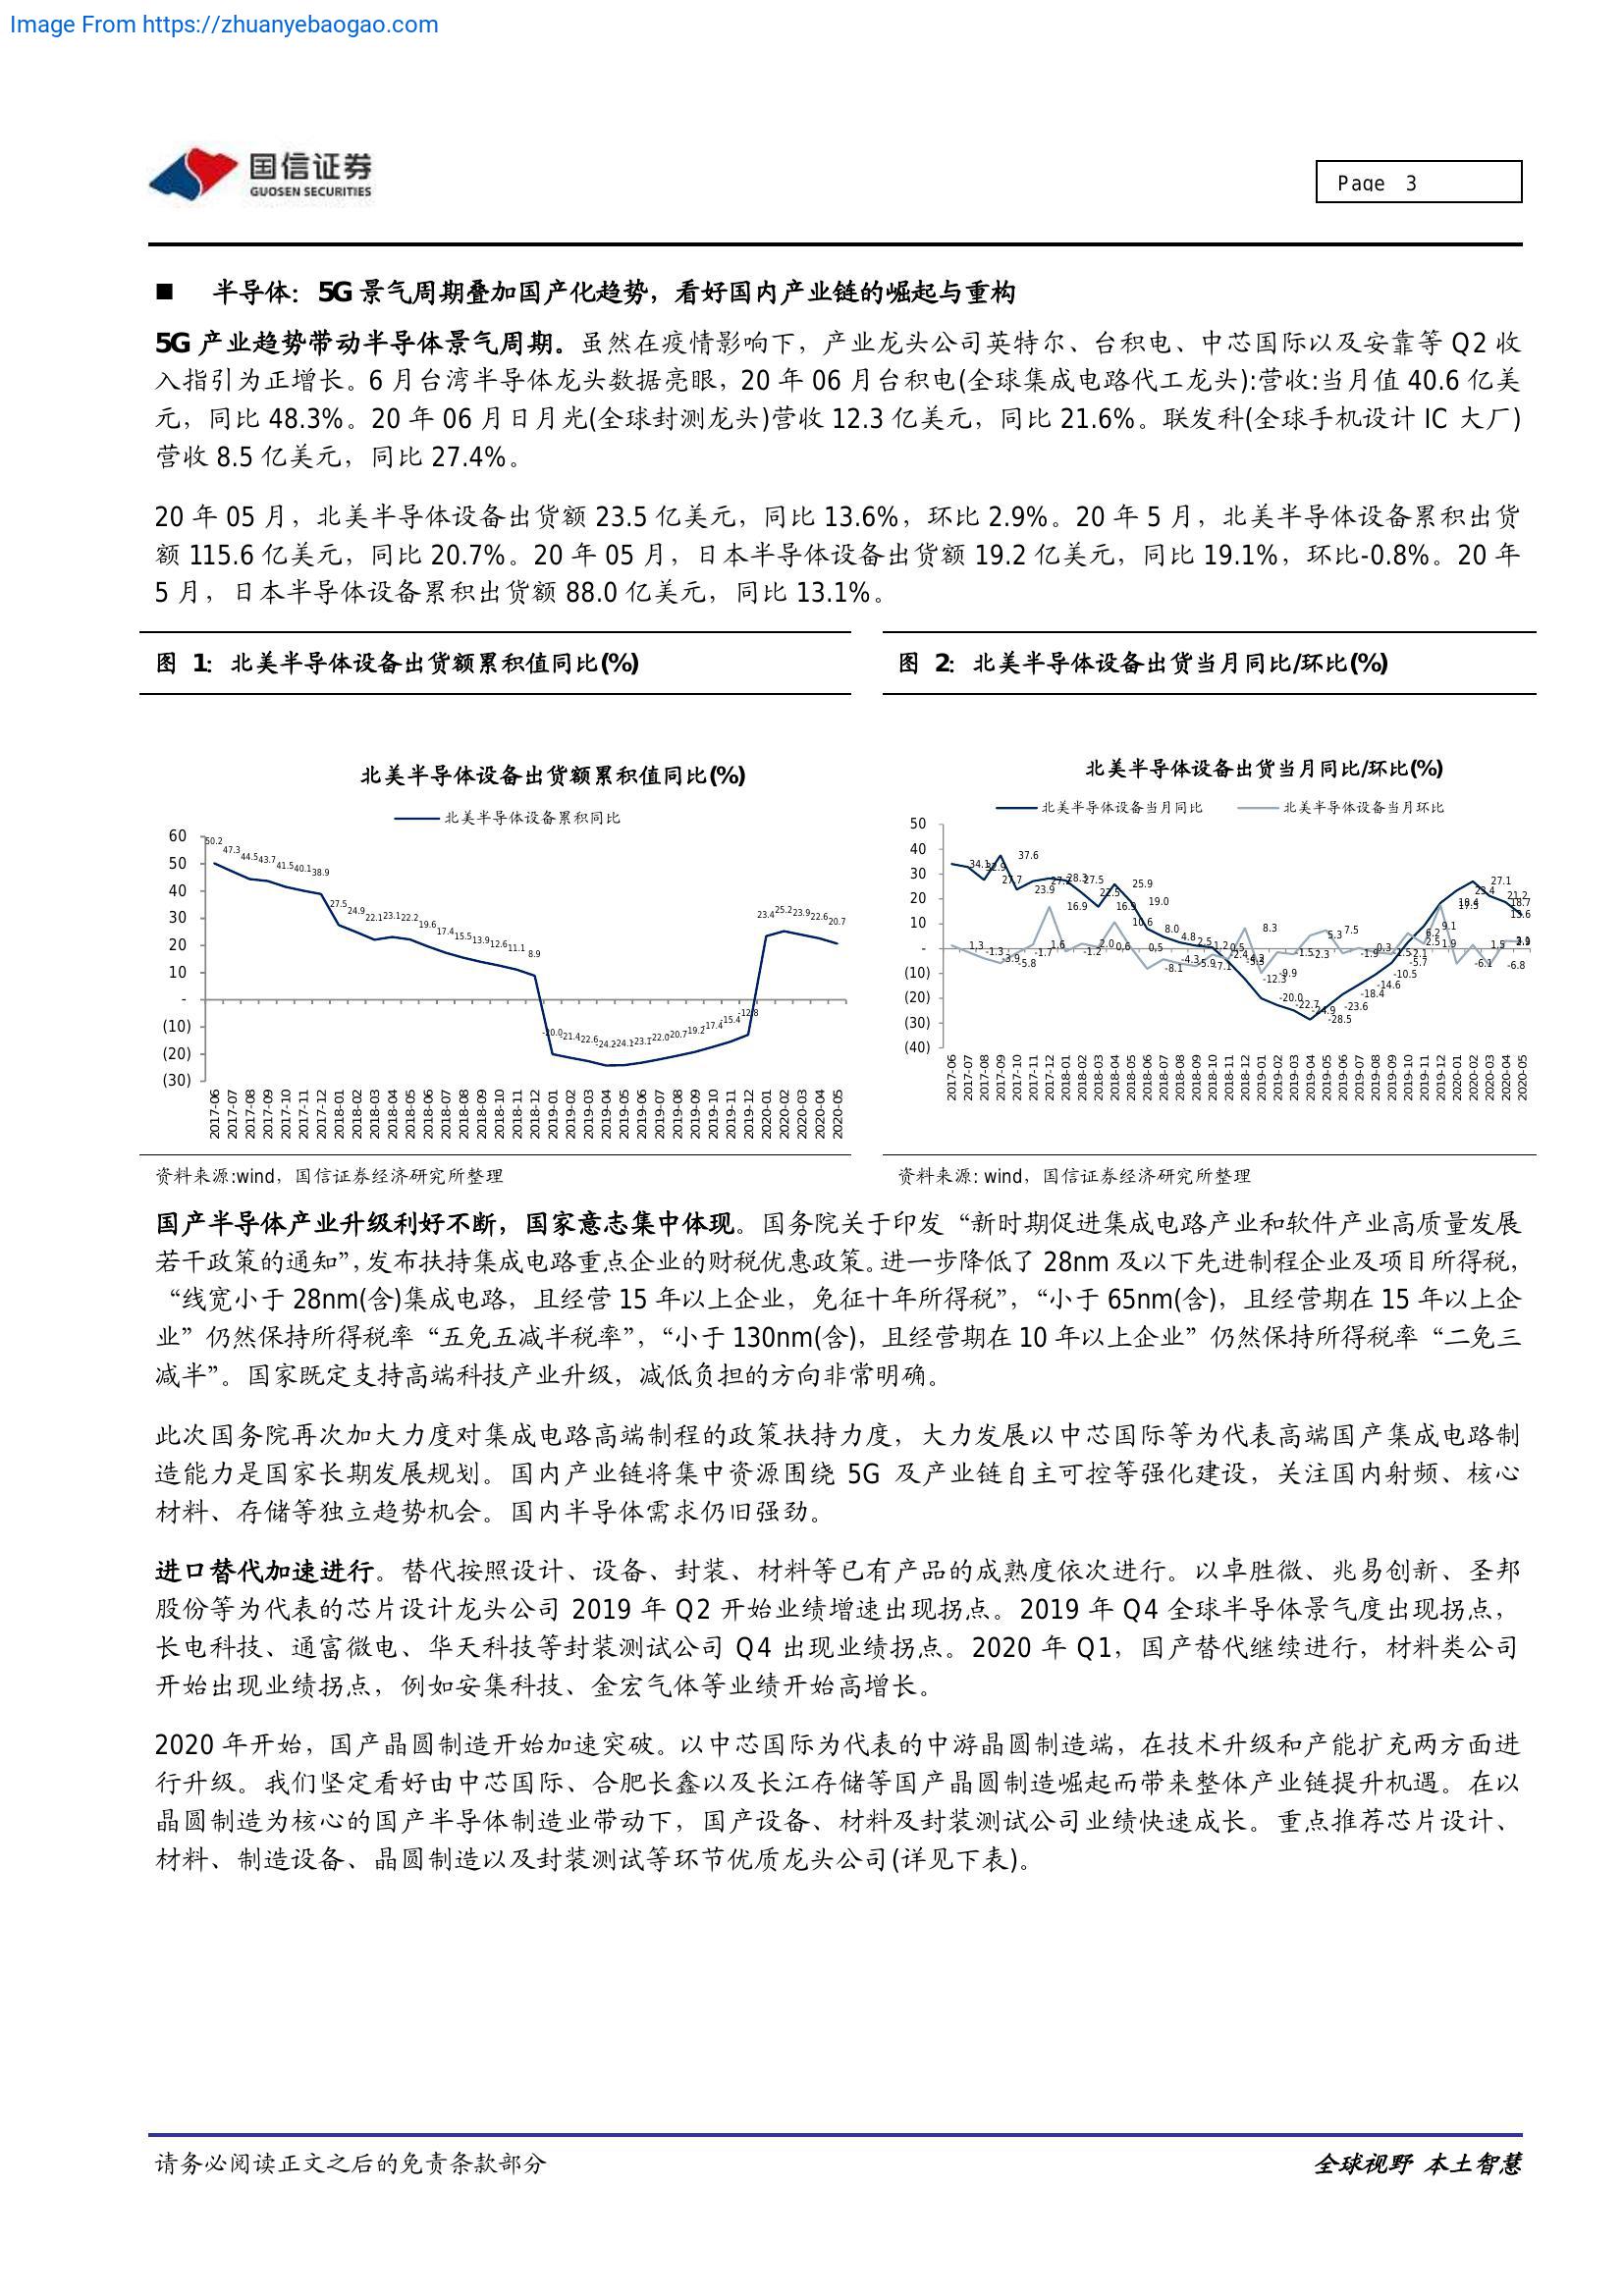 Image From https://zhuanyebaogao.com
国信证券
GUOSEN SECURITIES
Page 3
■ 半导体：5G 景气周期叠加国产化趋势，看好国内产业链的崛起与重构
5G 产业趋势带动半导体景气周期。虽然在疫情影响下，产业龙头公司英特尔、台积电、中芯国际以及安靠等 Q2 收
入指引为正增长。6 月台湾半导体龙头数据亮眼，20 年 06 月台积电(全球集成电路代工龙头):营收:当月值 40.6 亿美
元，同比 48.3%。20 年 06 月日月光(全球封测龙头)营收 12.3 亿美元，同比 21.6%。联发科(全球手机设计 IC 大厂)
营收 8.5 亿美元，同比 27.4%。
20 年 05 月，北美半导体设备出货额 23.5 亿美元，同比 13.6%，环比 2.9%。20 年 5 月，北美半导体设备累积出货
额 115.6 亿美元，同比 20.7%。20 年 05 月，日本半导体设备出货额 19.2 亿美元，同比 19.1%，环比-0.8%。20 年
5 月，日本半导体设备累积出货额 88.0 亿美元，同比 13.1%。
图 1：北美半导体设备出货额累积值同比(%)
北美半导体设备出货额累积值同比(%)
北美半导体设备累积同比
60
50
40
30
20
10
-
(10)
(20)
(30)
50.2 47.3 44.5 43.7 41.5 40.1 38.9 27.5 24.9 22.1 23.1 22.2 19.6 17.4 15.5 13.9 12.6 11.1 8.9 -20.0 -21.4 -22.6 -24.2 -24.1 -23.1 -22.0 -20.7 -19.2 -17.4 -15.4 -12.8 23.4 25.2 23.9 22.6 20.7
2017-06 2017-07 2017-08 2017-09 2017-10 2017-11 2017-12 2018-01 2018-02 2018-03 2018-04 2018-05 2018-06 2018-07 2018-08 2018-09 2018-10 2018-11 2018-12 2019-01 2019-02 2019-03 2019-04 2019-05 2019-06 2019-07 2019-08 2019-09 2019-10 2019-11 2019-12 2020-01 2020-02 2020-03 2020-04 2020-05
资料来源:wind，国信证券经济研究所整理
图 2：北美半导体设备出货当月同比/环比(%)
北美半导体设备出货当月同比/环比(%)
北美半导体设备当月同比 北美半导体设备当月环比
50
40
30
20
10
-
(10)
(20)
(30)
(40)
34.1 37.6 27.7 23.9 28.3 27.5 22.5 16.9 25.9 19.0 8.0 4.8 2.5 1.2 0.5 -12.3 -20.0 -22.7 -24.9 -28.5 -23.6 -18.4 -14.6 -10.5 27.1 21.2 18.7 13.6
1.3 -1.3 -3.9 -5.8 -1.7 1.6 16.9 -1.2 2.0 0.6 10.6 0.5 -8.1 -4.3 8.3 -9.9 -1.5 -2.3 5.3 7.5 -1.9 9.1 -6.1 1.5 -6.8
2017-06 2017-07 2017-08 2017-09 2017-10 2017-11 2017-12 2018-01 2018-02 2018-03 2018-04 2018-05 2018-06 2018-07 2018-08 2018-09 2018-10 2018-11 2018-12 2019-01 2019-02 2019-03 2019-04 2019-05 2019-06 2019-07 2019-08 2019-09 2019-10 2019-11 2019-12 2020-01 2020-02 2020-03 2020-04 2020-05
资料来源: wind，国信证券经济研究所整理
国产半导体产业升级利好不断，国家意志集中体现。国务院关于印发“新时期促进集成电路产业和软件产业高质量发展
若干政策的通知”，发布扶持集成电路重点企业的财税优惠政策。进一步降低了 28nm 及以下先进制程企业及项目所得税，
“线宽小于 28nm(含)集成电路，且经营 15 年以上企业，免征十年所得税”，“小于 65nm(含)，且经营期在 15 年以上企
业”仍然保持所得税率“五免五减半税率”，“小于 130nm(含)，且经营期在 10 年以上企业”仍然保持所得税率“二免三
减半”。国家既定支持高端科技产业升级，减低负担的方向非常明确。
此次国务院再次加大力度对集成电路高端制程的政策扶持力度，大力发展以中芯国际等为代表高端国产集成电路制
造能力是国家长期发展规划。国内产业链将集中资源围绕 5G 及产业链自主可控等强化建设，关注国内射频、核心
材料、存储等独立趋势机会。国内半导体需求仍旧强劲。
进口替代加速进行。替代按照设计、设备、封装、材料等已有产品的成熟度依次进行。以卓胜微、兆易创新、圣邦
股份等为代表的芯片设计龙头公司 2019 年 Q2 开始业绩增速出现拐点。2019 年 Q4 全球半导体景气度出现拐点，
长电科技、通富微电、华天科技等封装测试公司 Q4 出现业绩拐点。2020 年 Q1，国产替代继续进行，材料类公司
开始出现业绩拐点，例如安集科技、金宏气体等业绩开始高增长。
2020 年开始，国产晶圆制造开始加速突破。以中芯国际为代表的中游晶圆制造端，在技术升级和产能扩充两方面进
行升级。我们坚定看好由中芯国际、合肥长鑫以及长江存储等国产晶圆制造崛起而带来整体产业链提升机遇。在以
晶圆制造为核心的国产半导体制造业带动下，国产设备、材料及封装测试公司业绩快速成长。重点推荐芯片设计、
材料、制造设备、晶圆制造以及封装测试等环节优质龙头公司(详见下表)。
请务必阅读正文之后的免责条款部分
全球视野 本土智慧